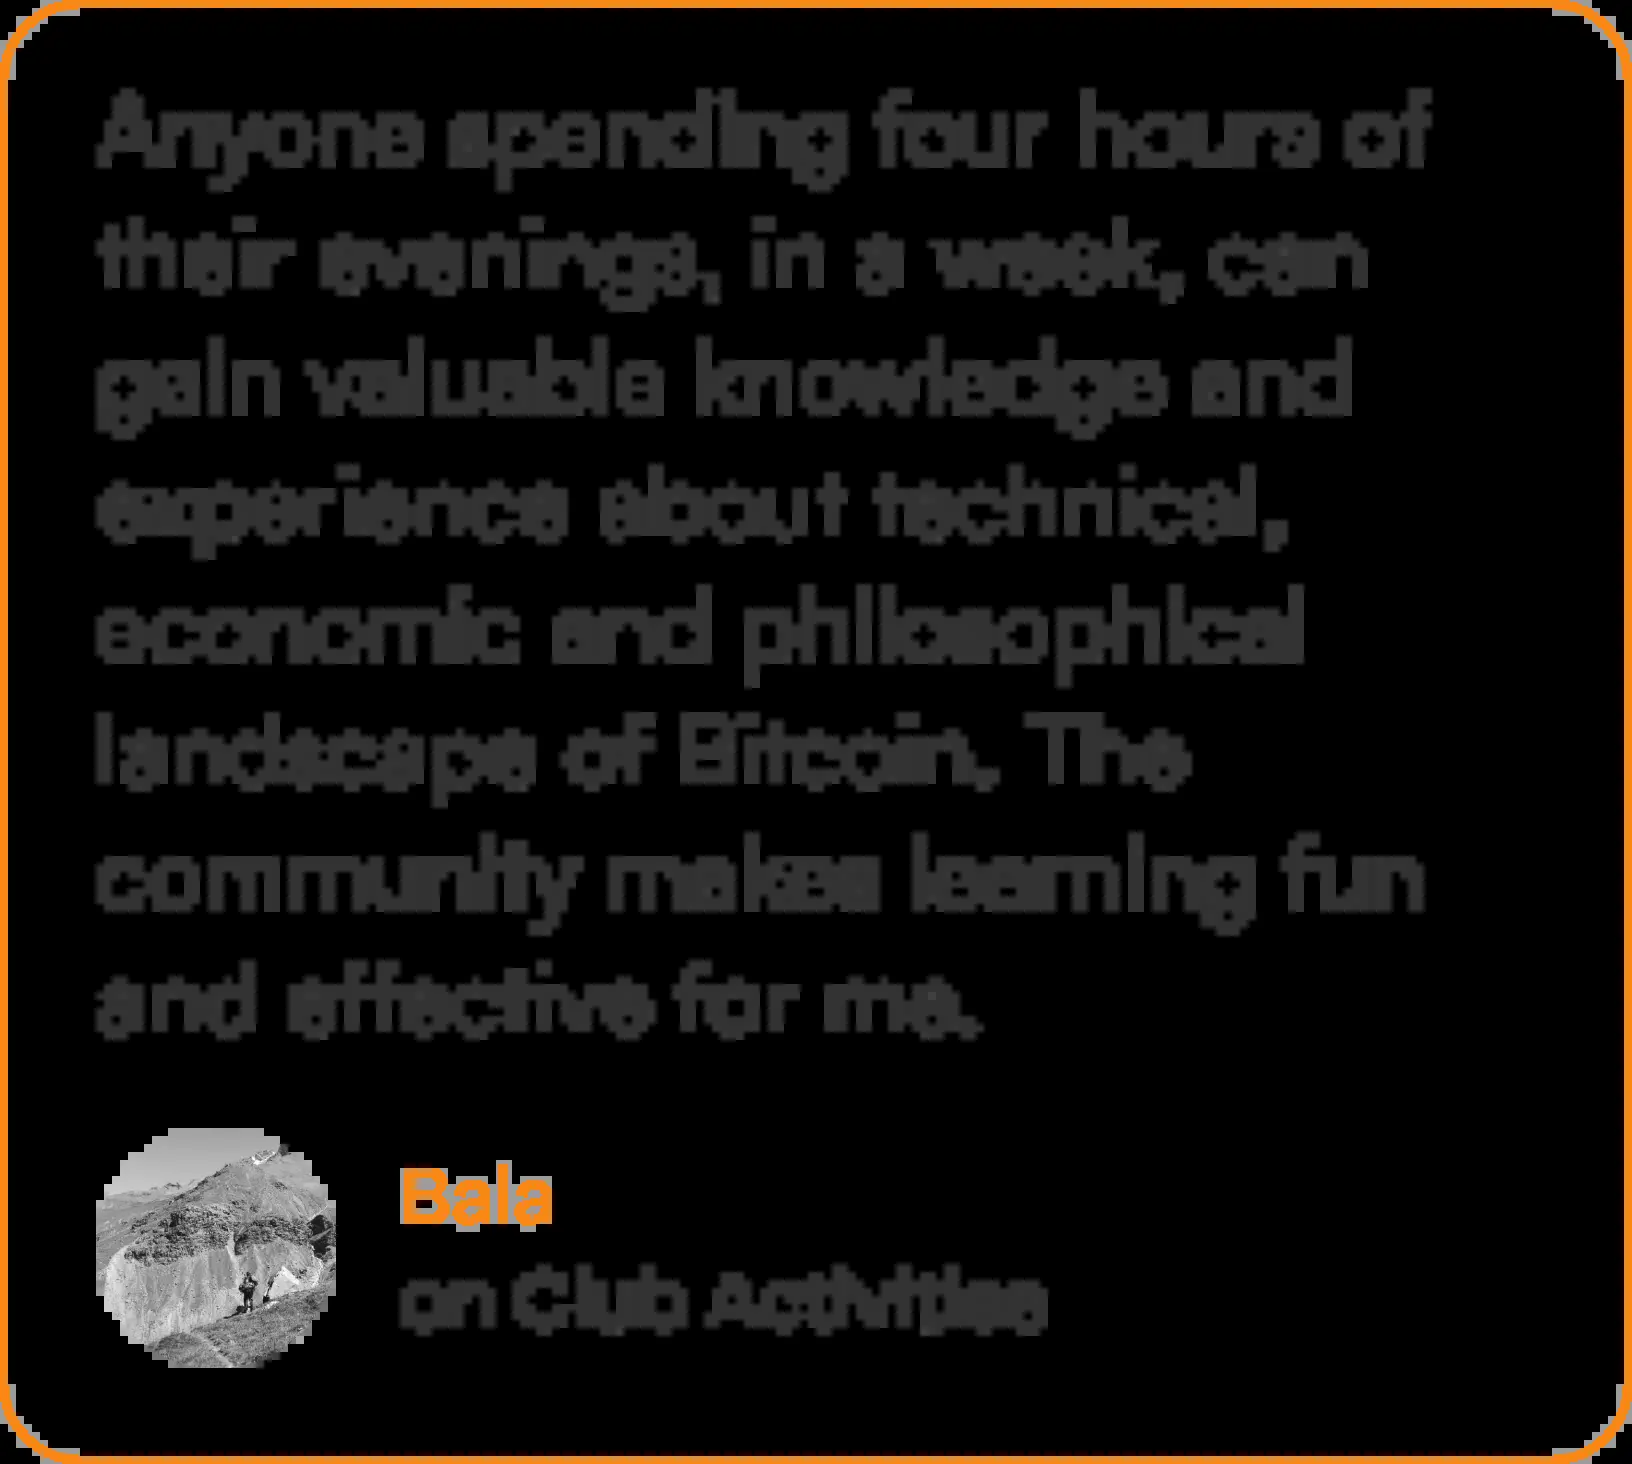 Anyone spending four hours of
their evenings, in a week, can
gain valuable knowledge and
experience about technical,
economic and philosophical
landscape of Bitcoin. The
community makes learning fun
and effective for me.
Bala
on Club Activities